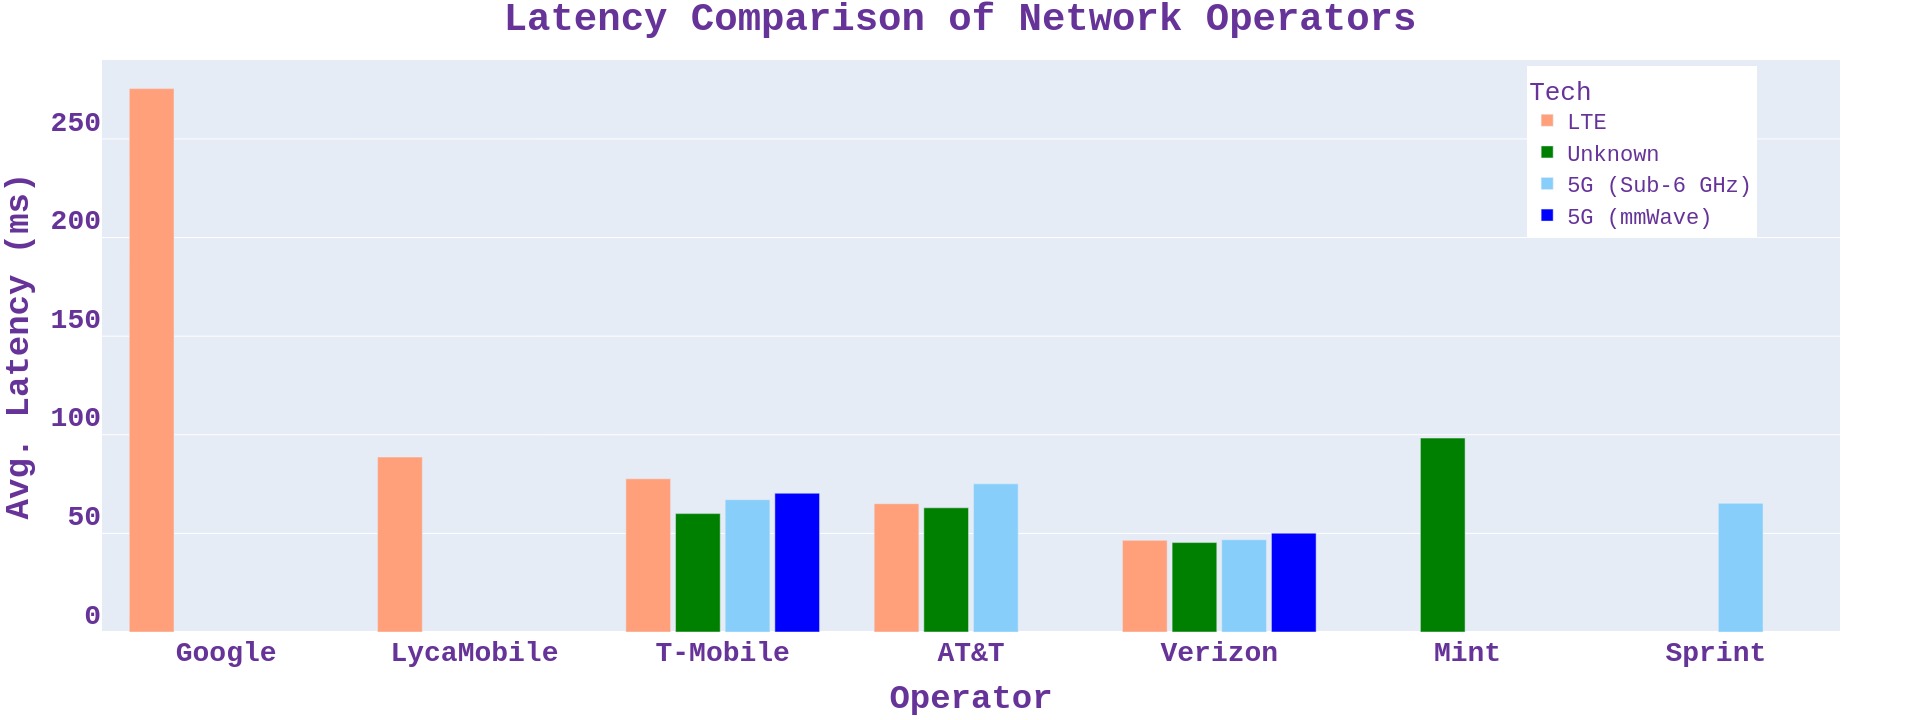 Latency Comparison of Network Operators
Tech
LTE
Unknown
5G (Sub-6 GHz)
5G (mmWave)
Avg. Latency (ms)
250
200
150
100
50
0
Google LycaMobile T-Mobile AT&T Verizon Mint Sprint
Operator